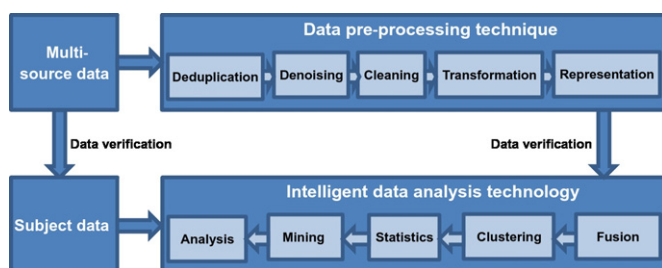 Multi-
source data
Data pre-processing technique
Deduplication
Denoising
Cleaning
Transformation
Representation
Data verification
Data verification
Subject data
Intelligent data analysis technology
Analysis
Mining
Statistics
Clustering
Fusion